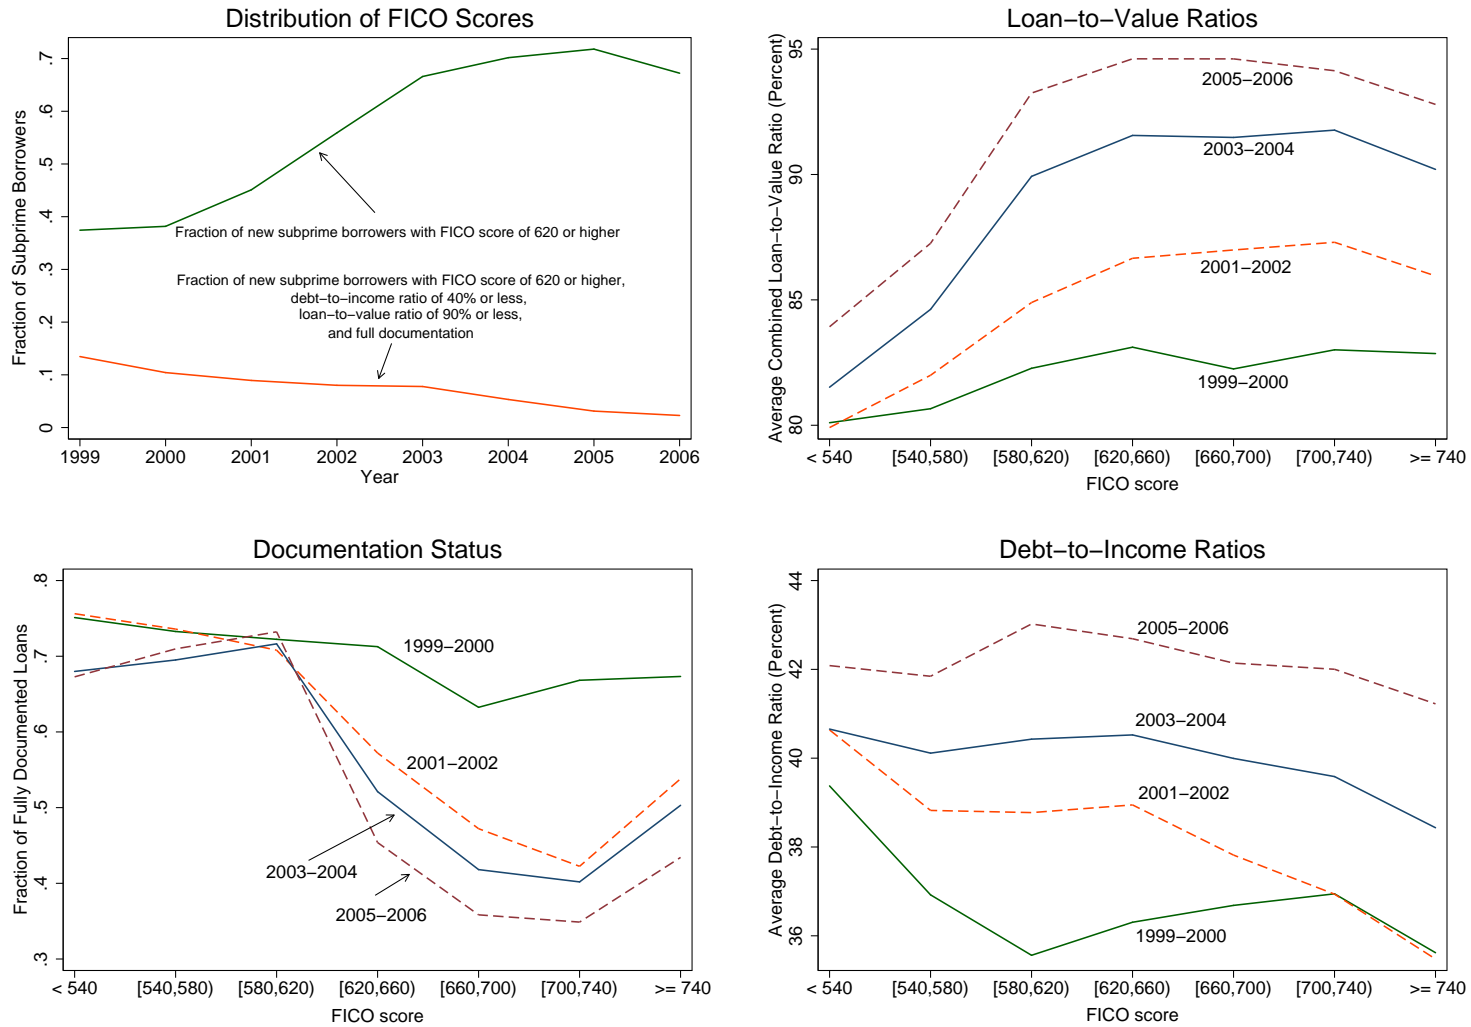 Distribution of FICO Scores
Fraction of Subprime Borrowers
.7
.6
.5
.4
.3
.2
.1
0
Fraction of new subprime borrowers with FICO score of 620 or higher
Fraction of new subprime borrowers with FICO score of 620 or higher,
debt−to−income ratio of 40% or less,
loan−to−value ratio of 90% or less,
and full documentation
1999 2000 2001 2002 2003 2004 2005 2006
Year
Loan−to−Value Ratios
Average Combined Loan−to−Value Ratio (Percent)
95
90
85
80
2005−2006
2003−2004
2001−2002
1999−2000
< 540 [540,580) [580,620) [620,660) [660,700) [700,740) >= 740
FICO score
Documentation Status
Fraction of Fully Documented Loans
.8
.7
.6
.5
.4
.3
1999−2000
2001−2002
2003−2004
2005−2006
< 540 [540,580) [580,620) [620,660) [660,700) [700,740) >= 740
FICO score
Debt−to−Income Ratios
Average Debt−to−Income Ratio (Percent)
44
42
40
38
36
2005−2006
2003−2004
2001−2002
1999−2000
< 540 [540,580) [580,620) [620,660) [660,700) [700,740) >= 740
FICO score